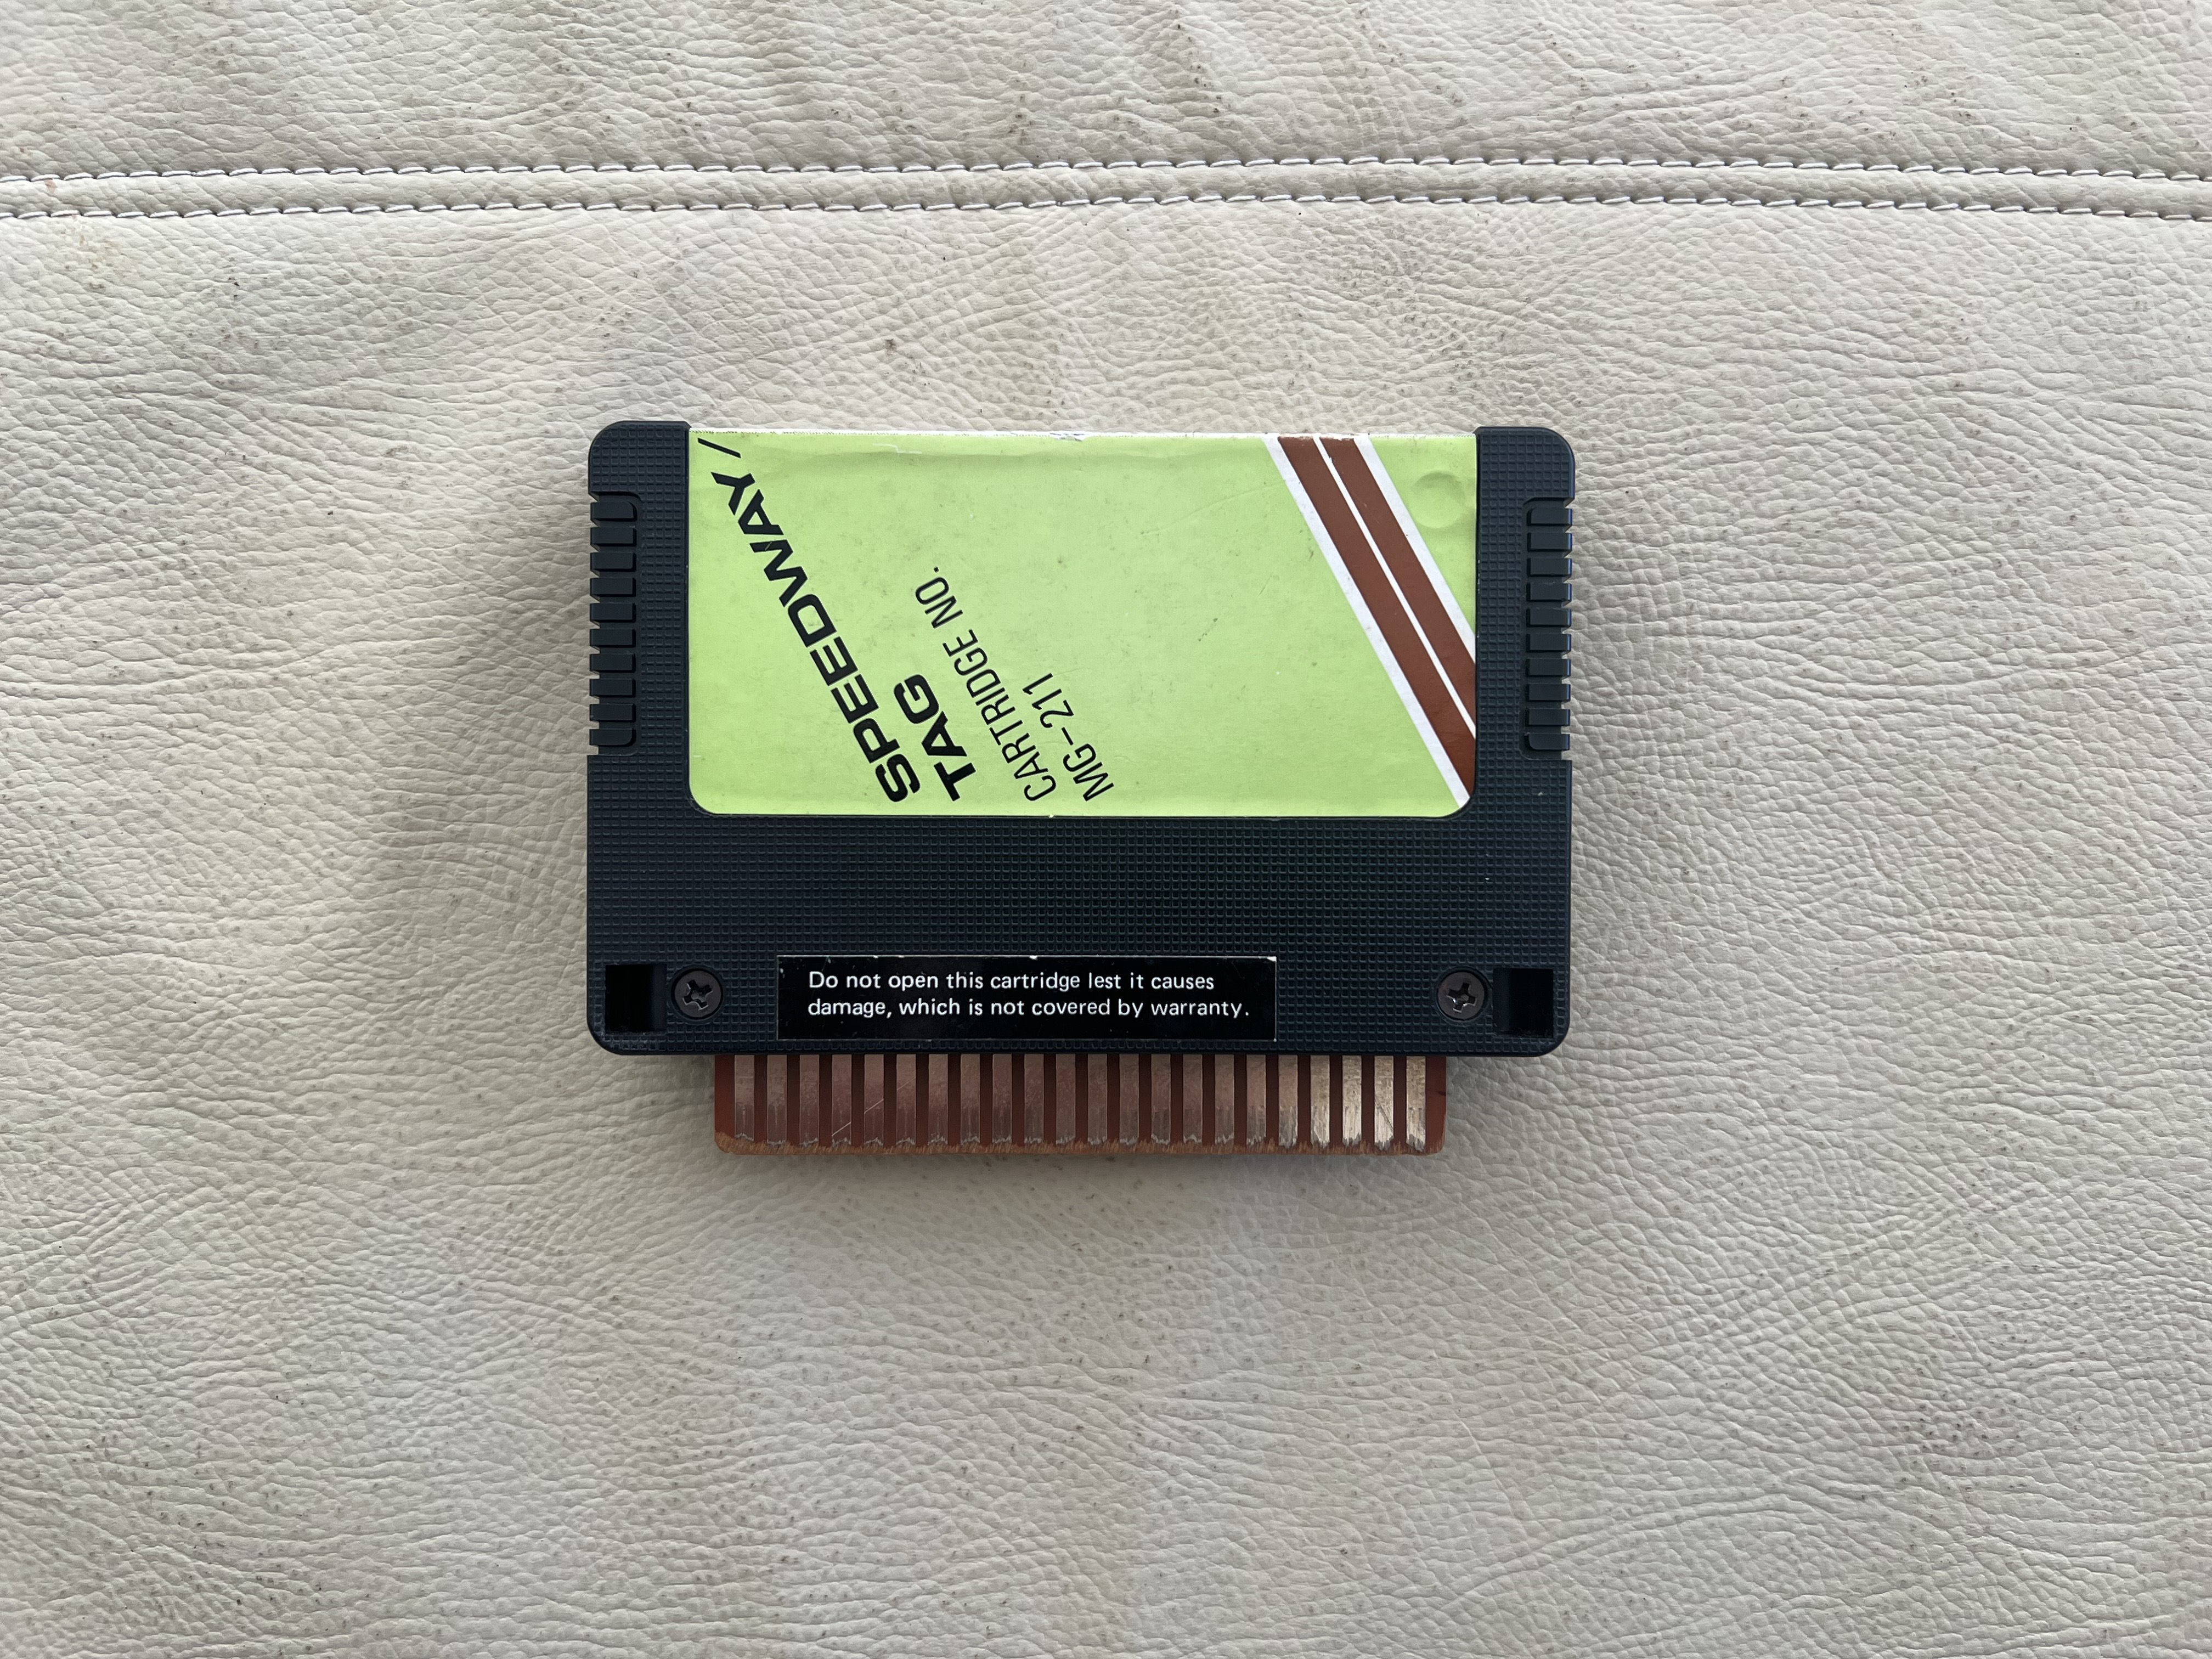 SPEEDWAY /
TAG
CARTRIDGE NO.
MG-211
Do not open this cartridge lest it causes
damage, which is not covered by warranty.